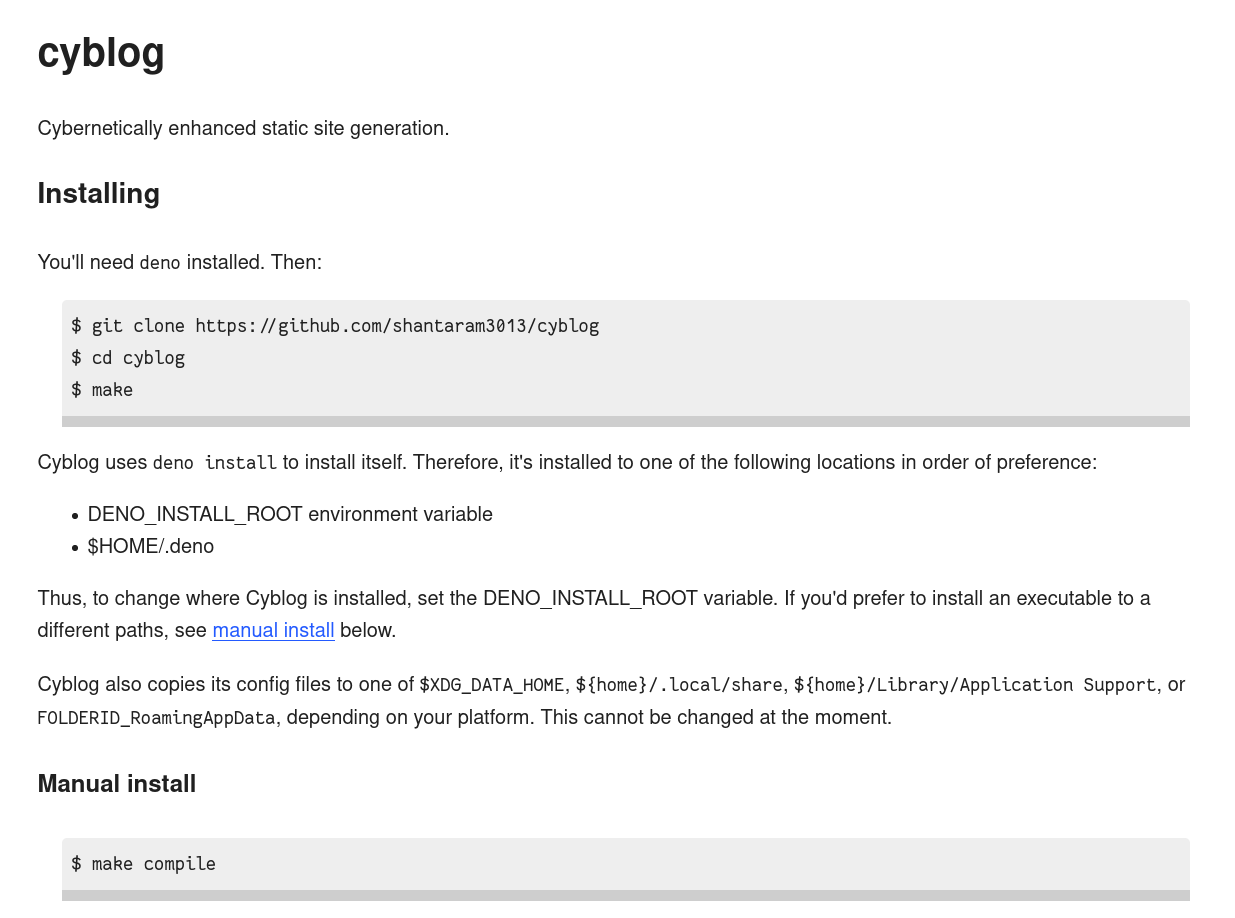 cyblog
Cybernetically enhanced static site generation.
Installing
You'll need deno installed. Then:
$ git clone https://github.com/shantaram3013/cyblog
$ cd cyblog
$ make
Cyblog uses deno install to install itself. Therefore, it's installed to one of the following locations in order of preference:
• DENO_INSTALL_ROOT environment variable
• $HOME/.deno
Thus, to change where Cyblog is installed, set the DENO_INSTALL_ROOT variable. If you'd prefer to install an executable to a
different paths, see manual install below.
Cyblog also copies its config files to one of $XDG_DATA_HOME, ${home}/.local/share, ${home}/Library/Application Support, or
FOLDERID_RoamingAppData, depending on your platform. This cannot be changed at the moment.
Manual install
$ make compile